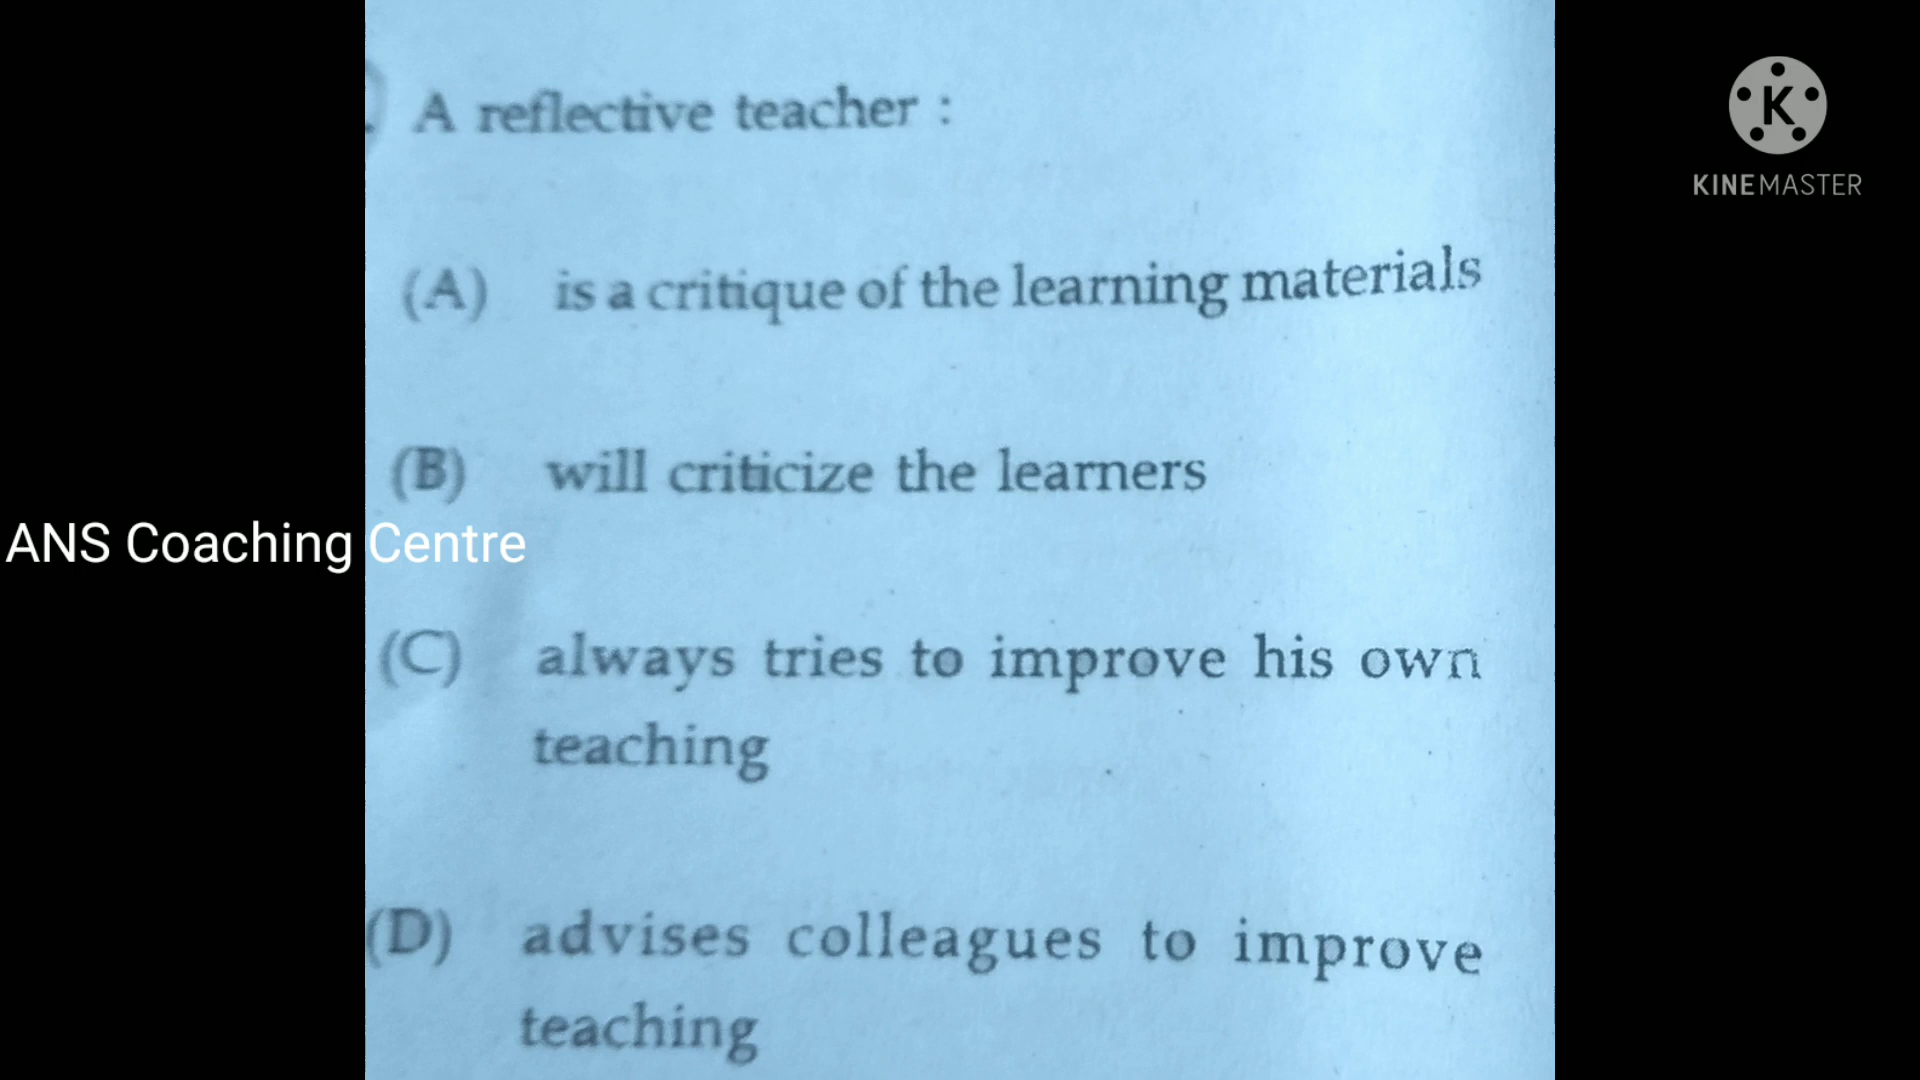 A reflective teacher :
(A) is a critique of the learning materials
(B) will criticize the learners
ANS Coaching Centre
(C) always tries to improve his own
teaching
(D) advises colleagues to improve
teaching
K
KINEMASTER